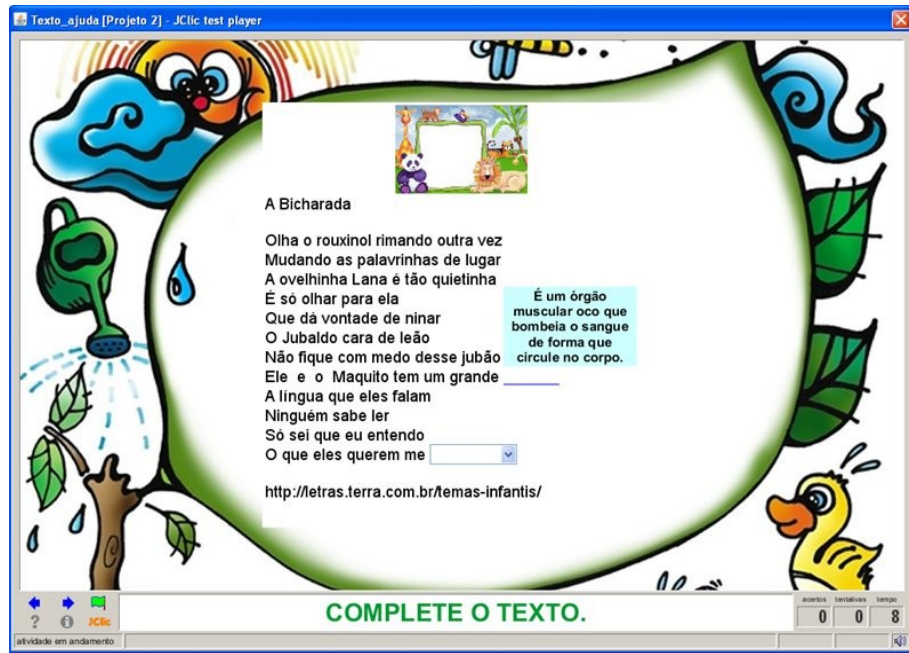 Texto_ajuda [Projeto 2] - JClic test player
A Bicharada
Olha o rouxinol rimando outra vez
Mudando as palavrinhas de lugar
A ovelhinha Lana é tão quietinha
É só olhar para ela
Que dá vontade de ninar
O Jubaldo cara de leão
Não fique com medo desse jubão
Ele e o Maquito tem um grande ______
É um órgão
muscular oco que
bombeia o sangue
de forma que
circule no corpo.
A língua que eles falam
Ninguém sabe ler
Só sei que eu entendo
O que eles querem me
http://letras.terra.com.br/temas-infantis/
COMPLETE O TEXTO.
JClic
acertos tentativas tempo
0 0 8
atividade em andamento